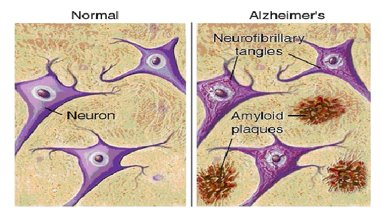 Normal
Alzheimer's
Neuron
Neurofibrillary
tangles
Amyloid
plaques